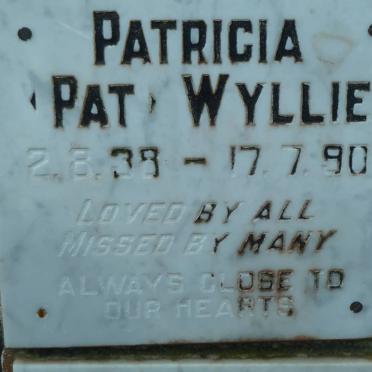 PATRICIA
(PAT) WYLLIE
2.8.38 - 17.7.90
LOVED BY ALL
MISSED BY MANY
ALWAYS CLOSE TO
OUR HEARTS